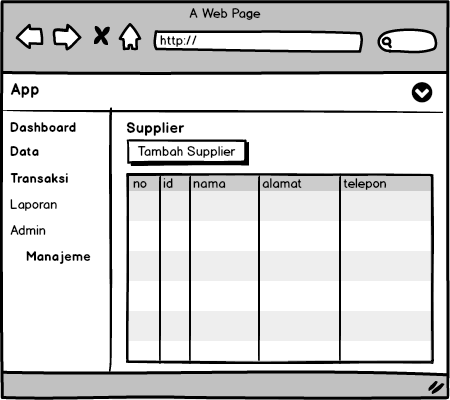 A Web Page
http://
App
Dashboard
Data
Transaksi
Laporan
Admin
Manajeme
Supplier
Tambah Supplier
no id nama alamat telepon